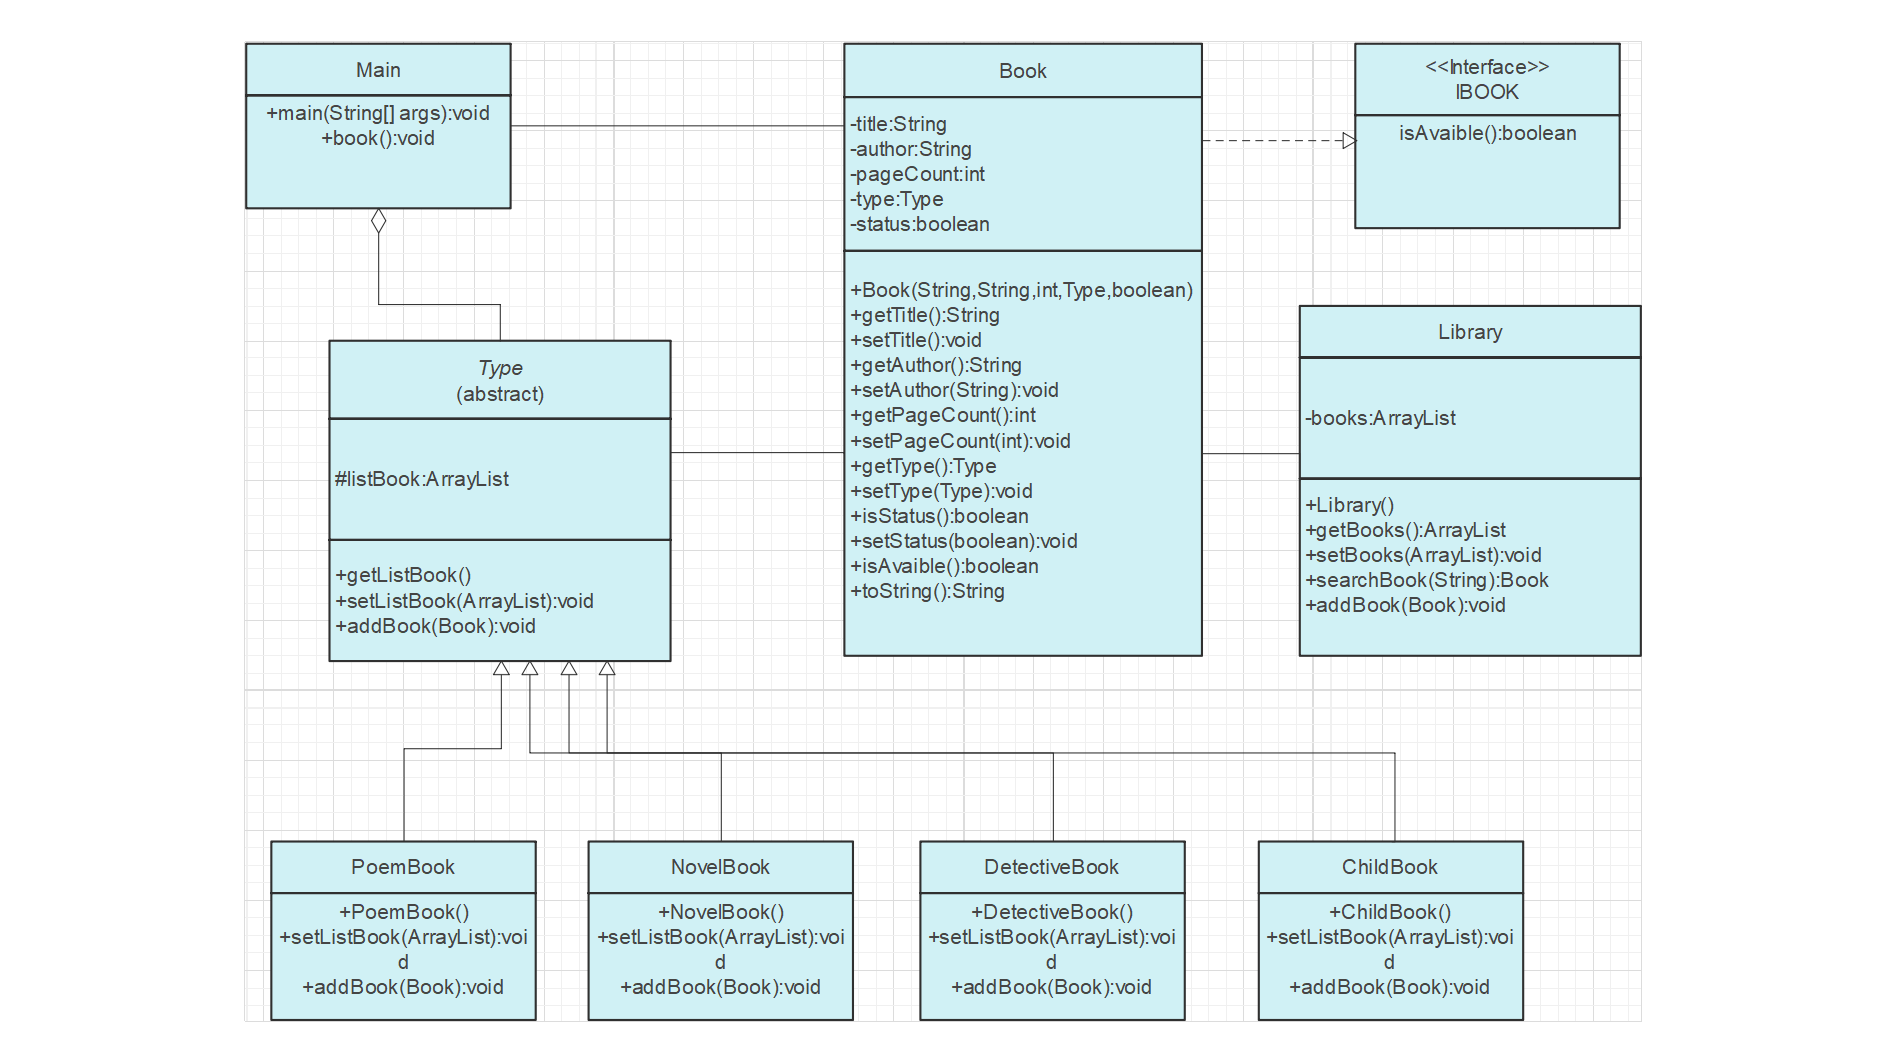 Main
+main(String[] args):void
+book():void
Book
-title:String
-author:String
-pageCount:int
-type:Type
-status:boolean
+Book(String,String,int,Type,boolean)
+getTitle():String
+setTitle():void
+getAuthor():String
+setAuthor(String):void
+getPageCount():int
+setPageCount(int):void
+getType():Type
+setType(Type):void
+isStatus():boolean
+setStatus(boolean):void
+isAvaible():boolean
+toString():String
<<Interface>>
IBOOK
isAvaible():boolean
Type
(abstract)
#listBook:ArrayList
+getListBook()
+setListBook(ArrayList):void
+addBook(Book):void
Library
-books:ArrayList
+Library()
+getBooks():ArrayList
+setBooks(ArrayList):void
+searchBook(String):Book
+addBook(Book):void
PoemBook
+PoemBook()
+setListBook(ArrayList):voi
d
+addBook(Book):void
NovelBook
+NovelBook()
+setListBook(ArrayList):voi
d
+addBook(Book):void
DetectiveBook
+DetectiveBook()
+setListBook(ArrayList):voi
d
+addBook(Book):void
ChildBook
+ChildBook()
+setListBook(ArrayList):voi
d
+addBook(Book):void